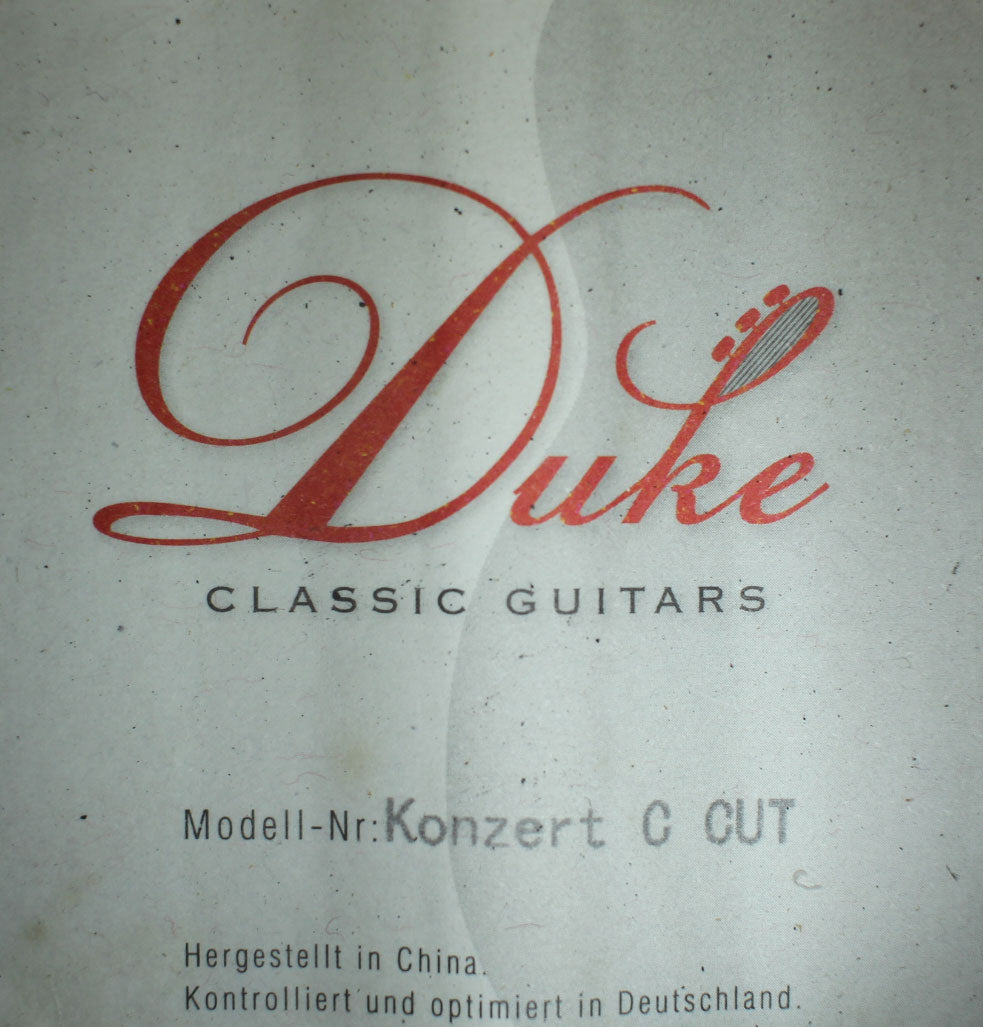 Duke
CLASSIC GUITARS
Modell-Nr: Konzert C CUT
Hergestellt in China.
Kontrolliert und optimiert in Deutschland.